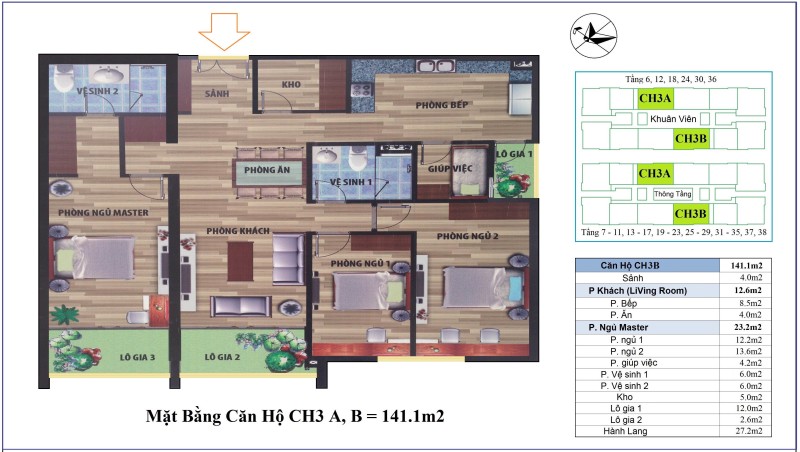 VỆ SINH 2
SẢNH
KHO
PHÒNG BẾP
PHÒNG ĂN
VỆ SINH 1
GIÚP VIỆC
LÔ GIA 1
PHÒNG NGỦ MASTER
PHÒNG KHÁCH
PHÒNG NGỦ 2
PHÒNG NGỦ 1
LÔ GIA 3
LÔ GIA 2
Mặt Bằng Căn Hộ CH3 A, B = 141.1m2
Tầng 6, 12, 18, 24, 30, 36
CH3A
Khuân Viên
CH3B
CH3A
Thông Tầng
CH3B
Tầng 7 - 11, 13 - 17, 19 - 23, 25 - 29, 31 - 35, 37, 38
Căn Hộ CH3B 141.1m2
Sảnh 4.0m2
P Khách (LiVing Room) 12.6m2
P. Bếp 8.5m2
P. Ăn 4.0m2
P. Ngủ Master 23.2m2
P. ngủ 1 12.2m2
P. ngủ 2 13.6m2
P. giúp việc 4.2m2
P. Vệ sinh 1 6.0m2
P. Vệ sinh 2 6.0m2
Kho 5.0m2
Lô gia 1 12.0m2
Lô gia 2 2.6m2
Hành Lang 27.2m2